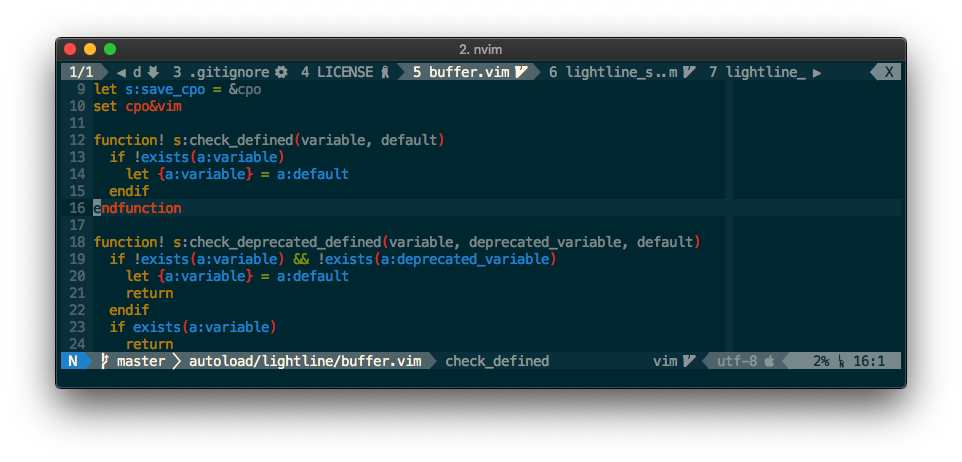 2. nvim
1/1 ◀ d 3 .gitignore 4 LICENSE 5 buffer.vim 6 lightline_s..m 7 lightline_ ▶ X
9 let s:save_cpo = &cpo
10 set cpo&vim
11
12 function! s:check_defined(variable, default)
13   if !exists(a:variable)
14     let {a:variable} = a:default
15   endif
16 endfunction
17
18 function! s:check_deprecated_defined(variable, deprecated_variable, default)
19   if !exists(a:variable) && !exists(a:deprecated_variable)
20     let {a:variable} = a:default
21     return
22   endif
23   if exists(a:variable)
24     return
N master autoload/lightline/buffer.vim check_defined vim utf-8 2% LN 16:1